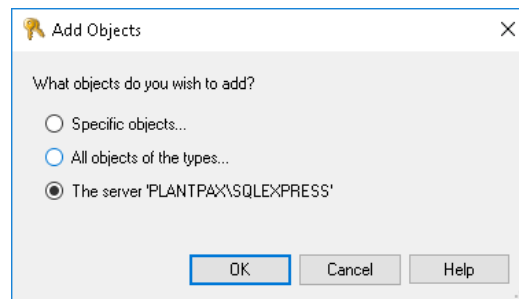 Add Objects
What objects do you wish to add?
Specific objects...
All objects of the types...
The server 'PLANTPAX\SQLEXPRESS'
OK Cancel Help